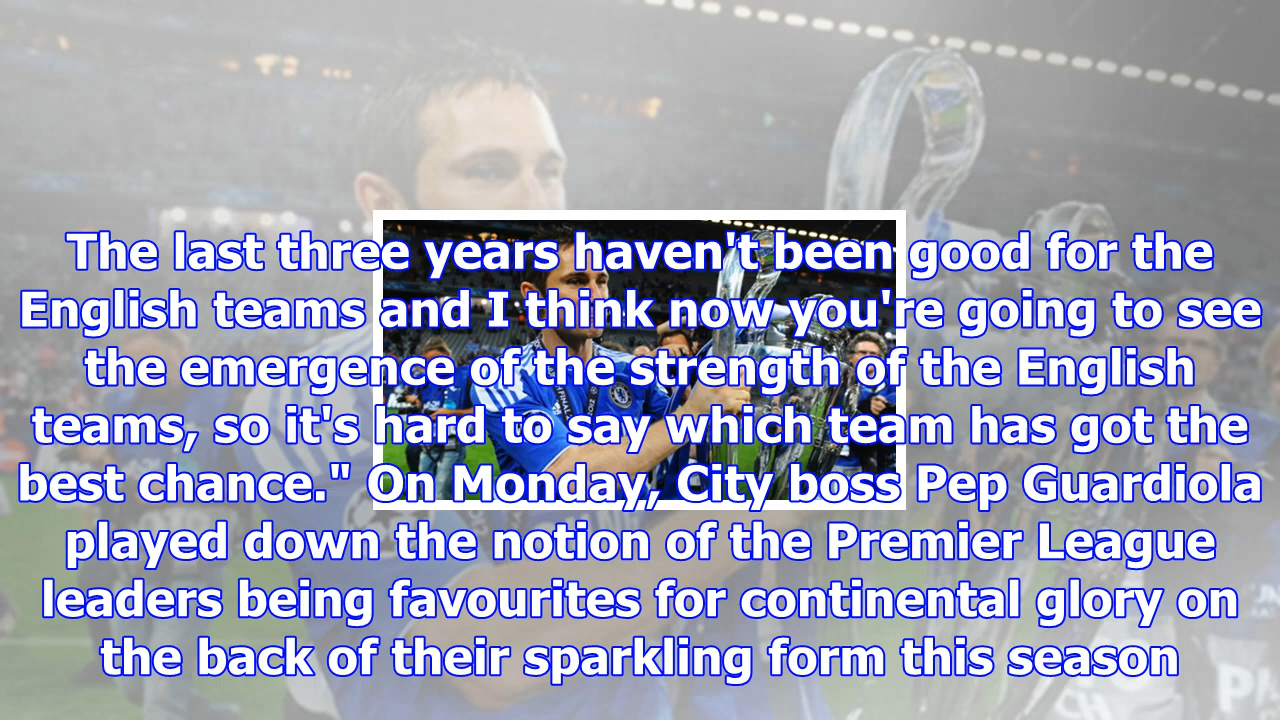 The last three years haven't been good for the
English teams and I think now you're going to see
the emergence of the strength of the English
teams, so it's hard to say which team has got the
best chance." On Monday, City boss Pep Guardiola
played down the notion of the Premier League
leaders being favourites for continental glory on
the back of their sparkling form this season